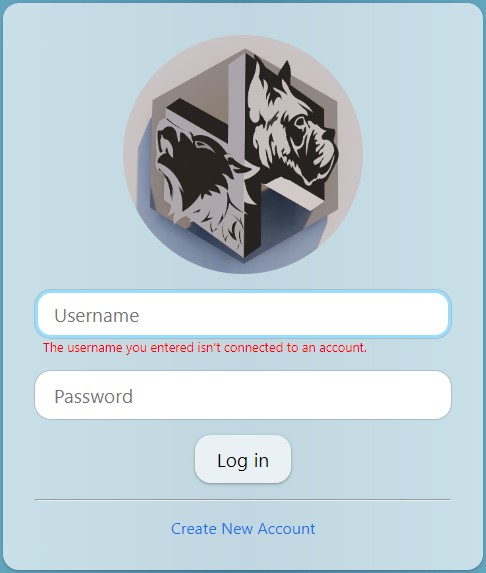 Username
The username you entered isn't connected to an account.
Password
Log in
Create New Account